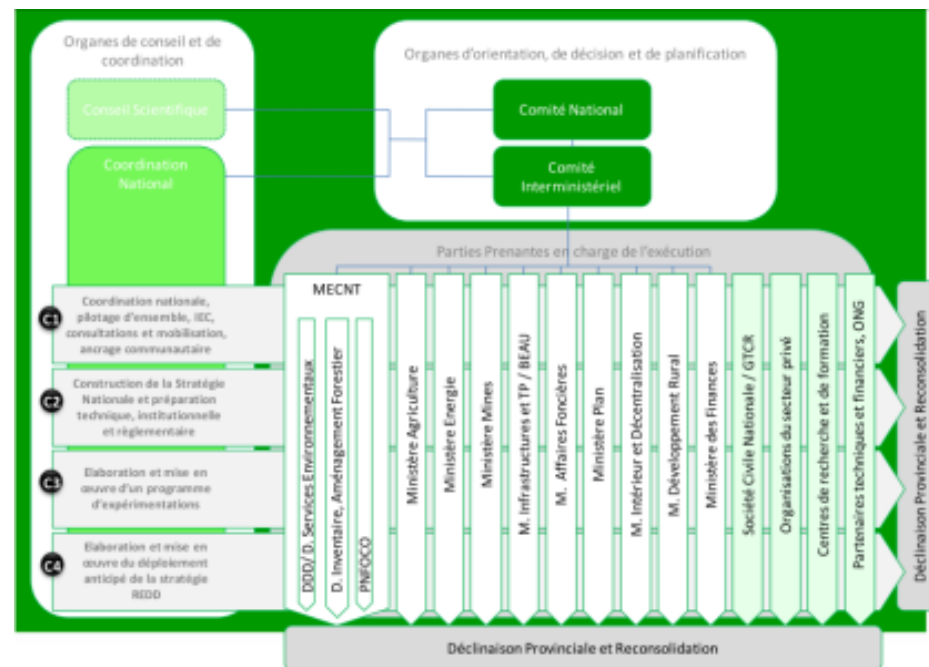 Organes de conseil et de
coordination
Conseil Scientifique
Coordination
National
Organes d'orientation, de décision et de planification
Comité National
Comité
Interministériel
Parties Prenantes en charge de l'exécution
C1
Coordination nationale,
pilotage d'ensemble, IEC,
consultations et mobilisation,
ancrage communautaire
C2
Construction de la Stratégie
Nationale et préparation
technique, institutionnelle
et règlementaire
C3
Elaboration et mise en
œuvre d'un programme
d'expérimentations
C4
Elaboration et mise en
œuvre du déploiement
anticipé de la stratégie
REDD
MECNT
DDD/ D. Services Environnementaux
D. Inventaire, Aménagement Forestier
PNFOCO
Ministère Agriculture
Ministère Energie
Ministère Mines
M. Infrastructures et TP / BEAU
M. Affaires Foncières
Ministère Plan
M. Intérieur et Décentralisation
M. Développement Rural
Ministère des Finances
Société Civile Nationale / GTCR
Organisations du secteur privé
Centres de recherche et de formation
Partenaires techniques et financiers, ONG
Déclinaison Provinciale et Reconsolidation
Déclinaison Provinciale et Reconsolidation